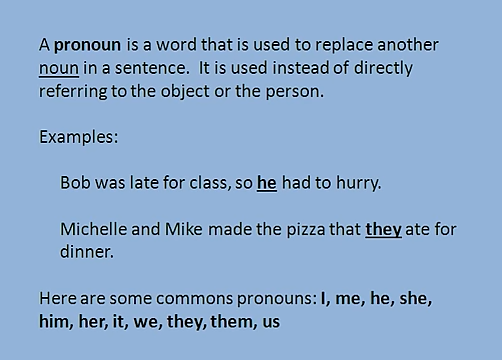 A pronoun is a word that is used to replace another
noun in a sentence.  It is used instead of directly
referring to the object or the person.
Examples:
Bob was late for class, so he had to hurry.
Michelle and Mike made the pizza that they ate for
dinner.
Here are some commons pronouns: I, me, he, she,
him, her, it, we, they, them, us